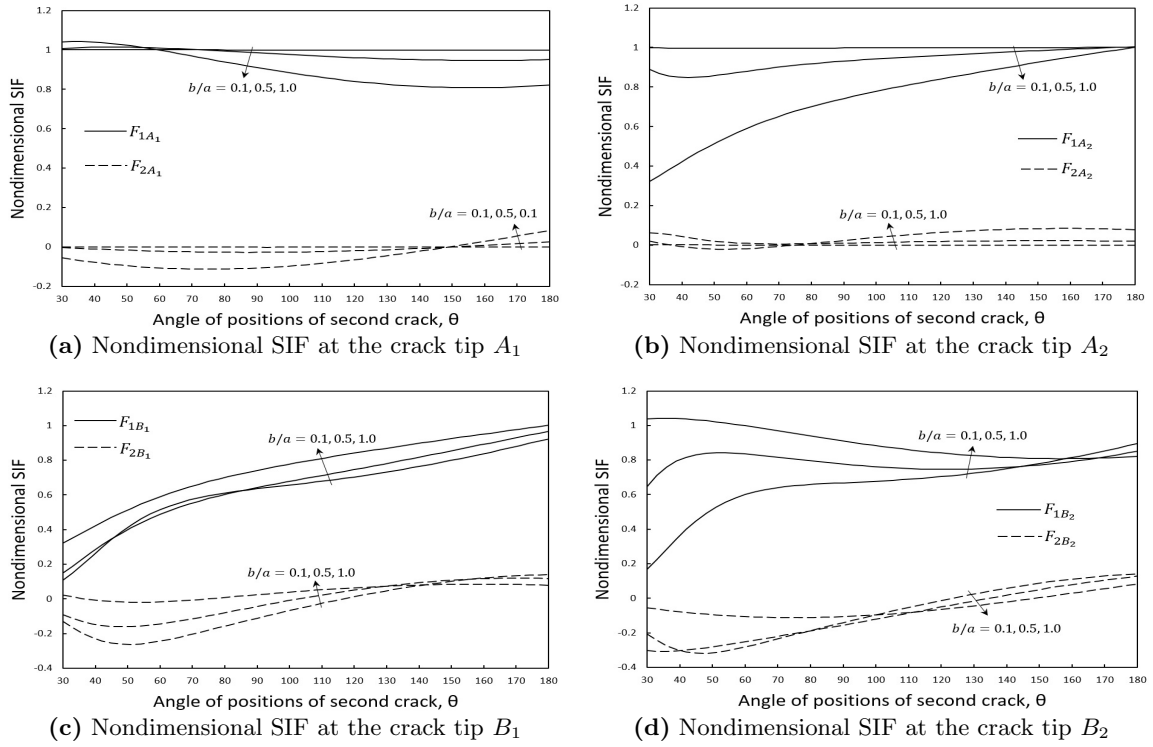 1.2
1
0.8
0.6
0.4
0.2
0
-0.2
Nondimensional SIF
b/a = 0.1, 0.5, 1.0
F1A1
F2A1
b/a = 0.1, 0.5, 0.1
30 40 50 60 70 80 90 100 110 120 130 140 150 160 170 180
Angle of positions of second crack, θ
(a) Nondimensional SIF at the crack tip A1
1.2
1
0.8
0.6
0.4
0.2
0
-0.2
Nondimensional SIF
b/a = 0.1, 0.5, 1.0
F1A2
F2A2
b/a = 0.1, 0.5, 1.0
30 40 50 60 70 80 90 100 110 120 130 140 150 160 170 180
Angle of positions of second crack, θ
(b) Nondimensional SIF at the crack tip A2
1.2
1
0.8
0.6
0.4
0.2
0
-0.2
-0.4
Nondimensional SIF
F1B1
F2B1
b/a = 0.1, 0.5, 1.0
b/a = 0.1, 0.5, 1.0
30 40 50 60 70 80 90 100 110 120 130 140 150 160 170 180
Angle of positions of second crack, θ
(c) Nondimensional SIF at the crack tip B1
1.2
1
0.8
0.6
0.4
0.2
0
-0.2
-0.4
Nondimensional SIF
b/a = 0.1, 0.5, 1.0
F1B2
F2B2
b/a = 0.1, 0.5, 1.0
30 40 50 60 70 80 90 100 110 120 130 140 150 160 170 180
Angle of positions of second crack, θ
(d) Nondimensional SIF at the crack tip B2